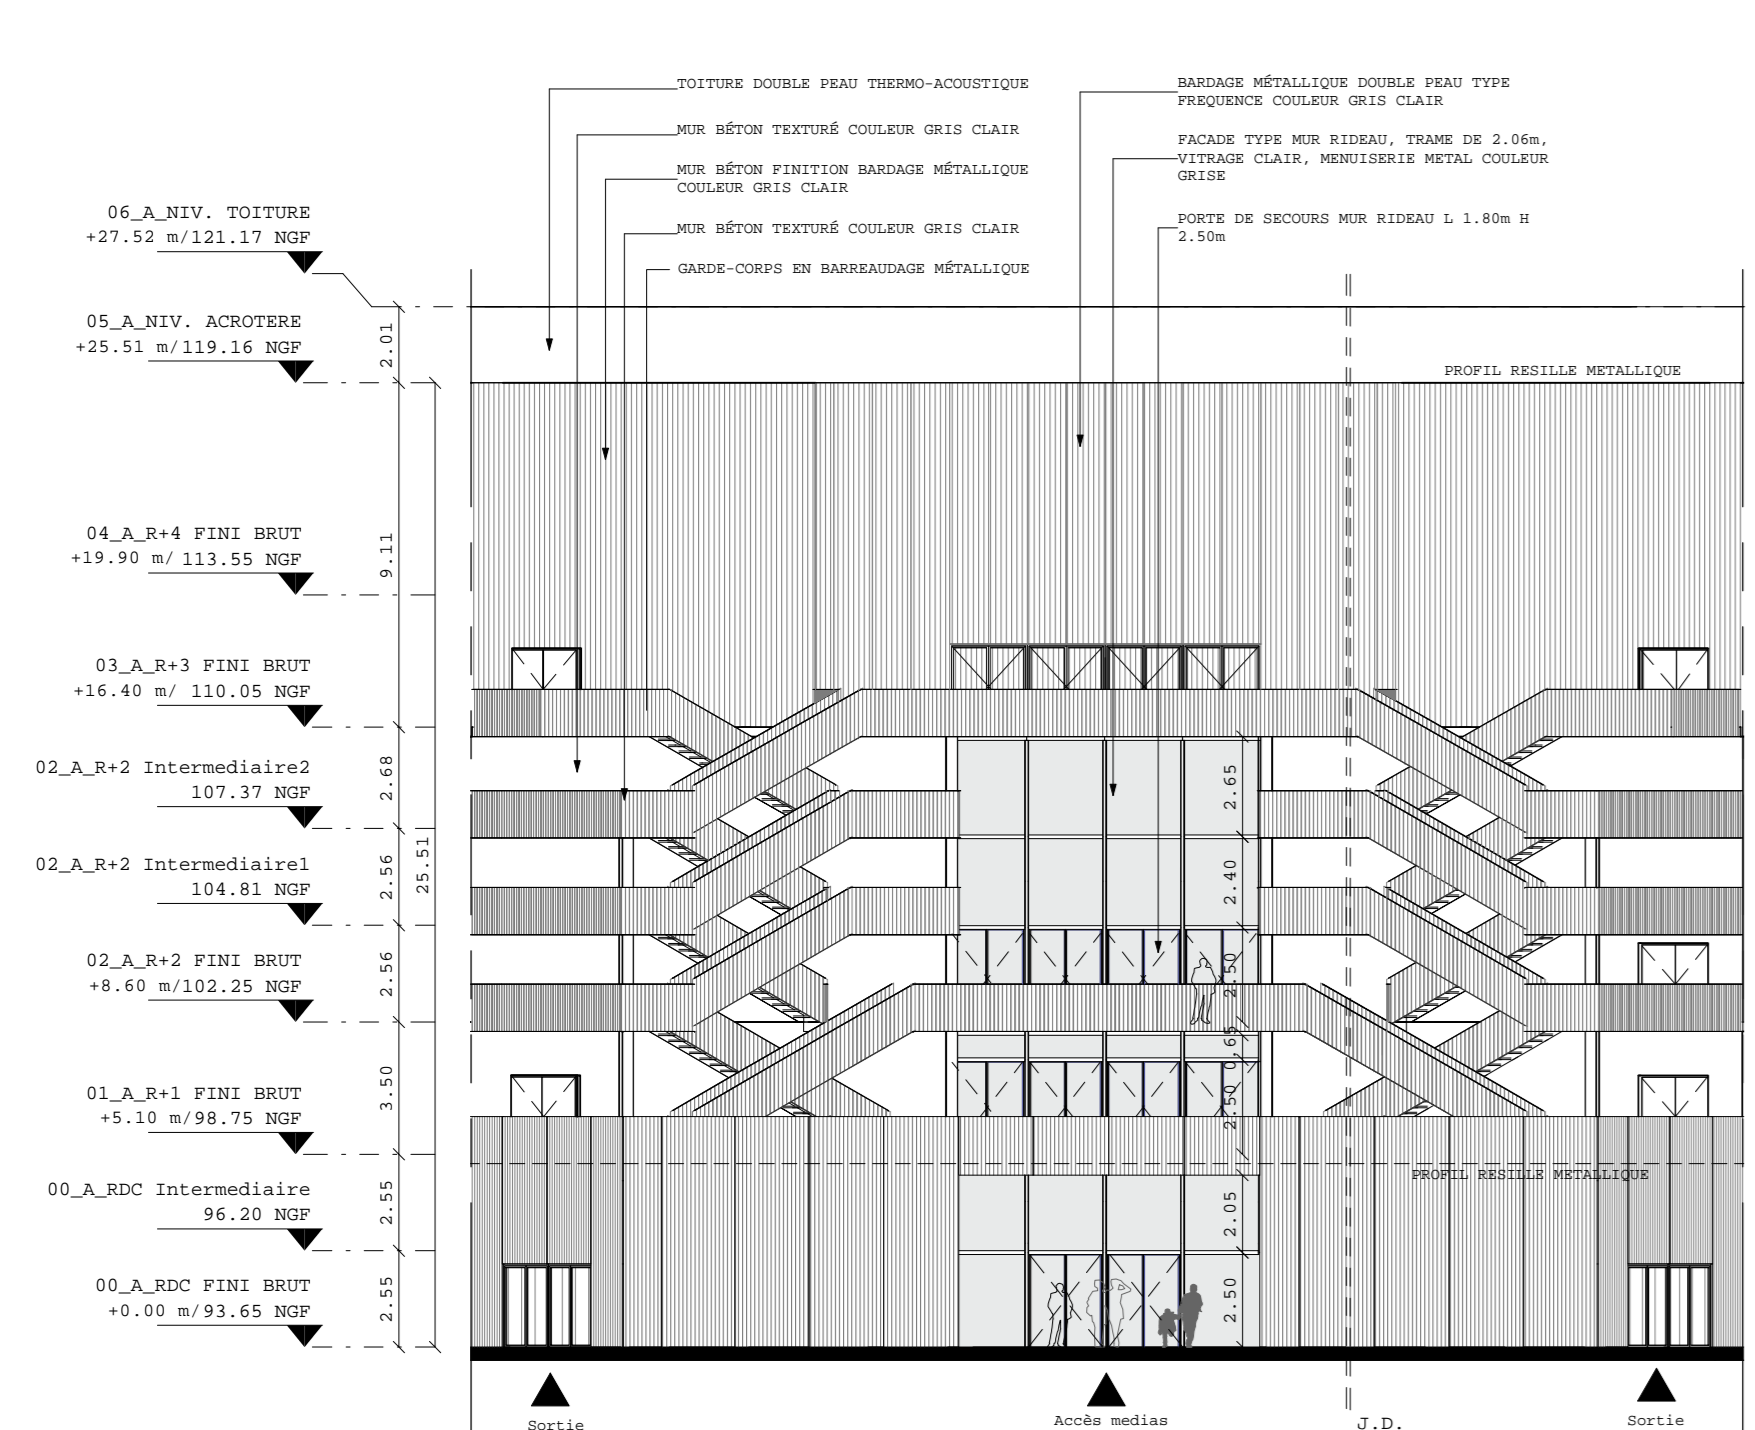 TOITURE DOUBLE PEAU THERMO-ACOUSTIQUE
MUR BÉTON TEXTURÉ COULEUR GRIS CLAIR
MUR BÉTON FINITION BARDAGE MÉTALLIQUE
COULEUR GRIS CLAIR
MUR BÉTON TEXTURÉ COULEUR GRIS CLAIR
GARDE-CORPS EN BARREAUDAGE MÉTALLIQUE
BARDAGE MÉTALLIQUE DOUBLE PEAU TYPE
FREQUENCE COULEUR GRIS CLAIR
FACADE TYPE MUR RIDEAU, TRAME DE 2.06m,
VITRAGE CLAIR, MENUISERIE METAL COULEUR
GRISE
PORTE DE SECOURS MUR RIDEAU L 1.80m H
2.50m
06_A_NIV. TOITURE
+27.52 m/121.17 NGF
05_A_NIV. ACROTERE
+25.51 m/119.16 NGF
04_A_R+4 FINI BRUT
+19.90 m/ 113.55 NGF
03_A_R+3 FINI BRUT
+16.40 m/ 110.05 NGF
02_A_R+2 Intermediaire2
107.37 NGF
02_A_R+2 Intermediaire1
104.81 NGF
02_A_R+2 FINI BRUT
+8.60 m/102.25 NGF
01_A_R+1 FINI BRUT
+5.10 m/98.75 NGF
00_A_RDC Intermediaire
96.20 NGF
00_A_RDC FINI BRUT
+0.00 m/93.65 NGF
2.01
9.11
2.68
2.56
2.56
3.50
2.55
2.55
25.51
PROFIL RESILLE METALLIQUE
2.65
2.40
2.50
0.65
2.50
2.05
2.50
PROFIL RESILLE METALLIQUE
Sortie
Accès medias
J.D.
Sortie